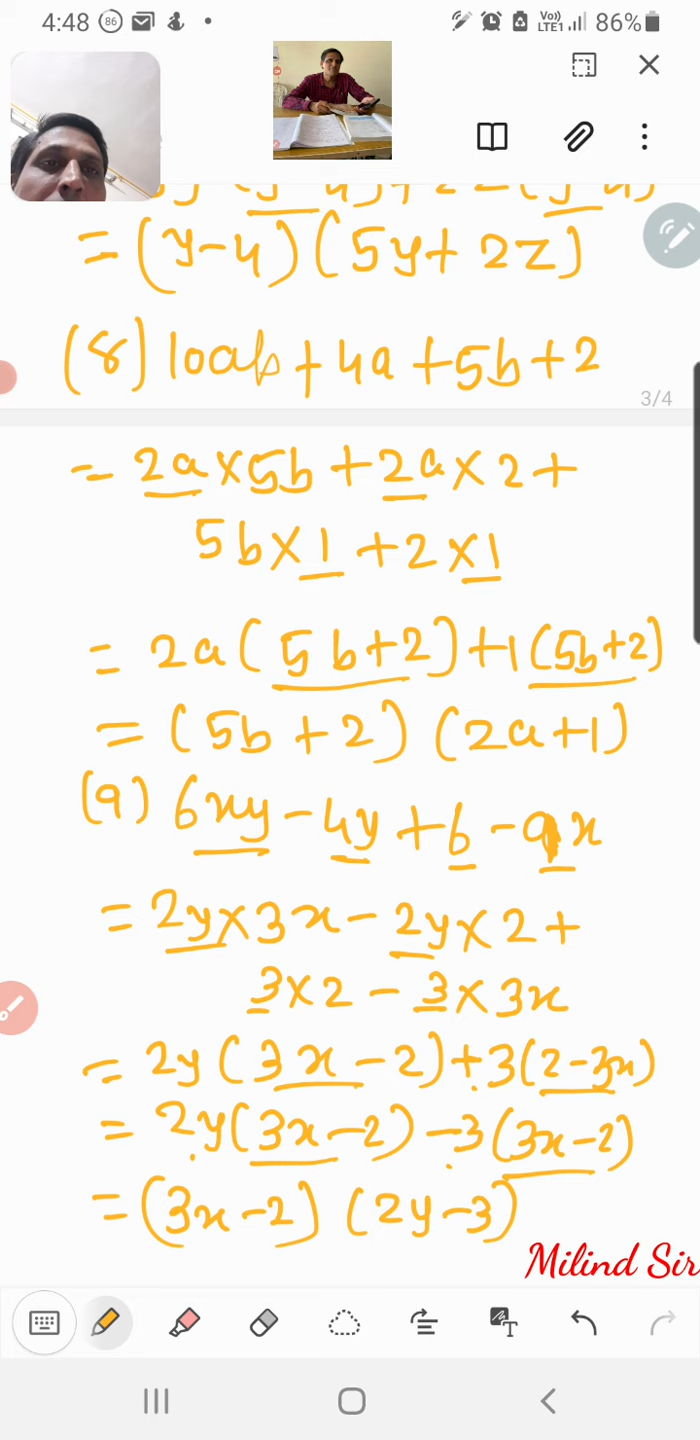 4:48 86 Vo) LTE1 86%
= (y-4) (5y+2z)
(8) 10ab + 4a + 5b + 2
3/4
= 2a×5b + 2a×2 +
5b×1 + 2×1
= 2a(5b+2)+1(5b+2)
= (5b+2) (2a+1)
(9) 6xy - 4y + 6 - 9x
= 2y×3x - 2y×2 +
3×2 - 3×3x
= 2y(3x-2)+3(2-3x)
= 2y(3x-2) -3(3x-2)
= (3x-2) (2y-3)
Milind Sir
T